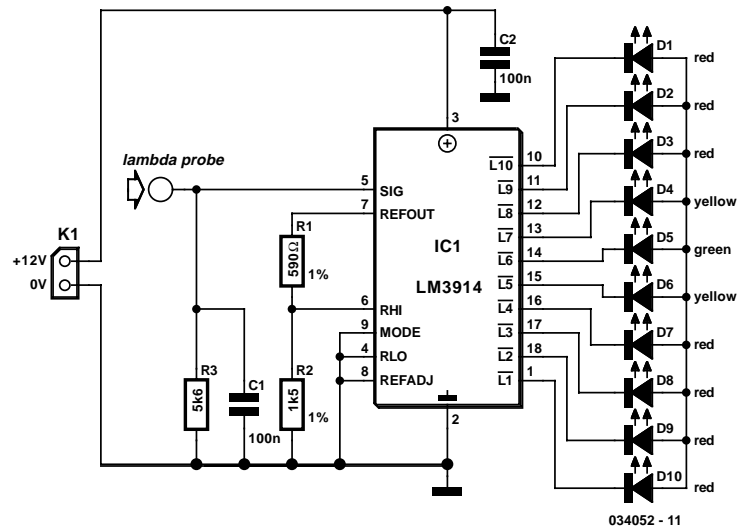 lambda probe
K1
+12V
0V
R3
5k6
C1
100n
R1
590Ω
1%
R2
1k5
1%
C2
100n
3
5 SIG
7 REFOUT
6 RHI
9 MODE
4 RLO
8 REFADJ
2
IC1
LM3914
L10 10
L9 11
L8 12
L7 13
L6 14
L5 15
L4 16
L3 17
L2 18
L1 1
D1 red
D2 red
D3 red
D4 yellow
D5 green
D6 yellow
D7 red
D8 red
D9 red
D10 red
034052 - 11